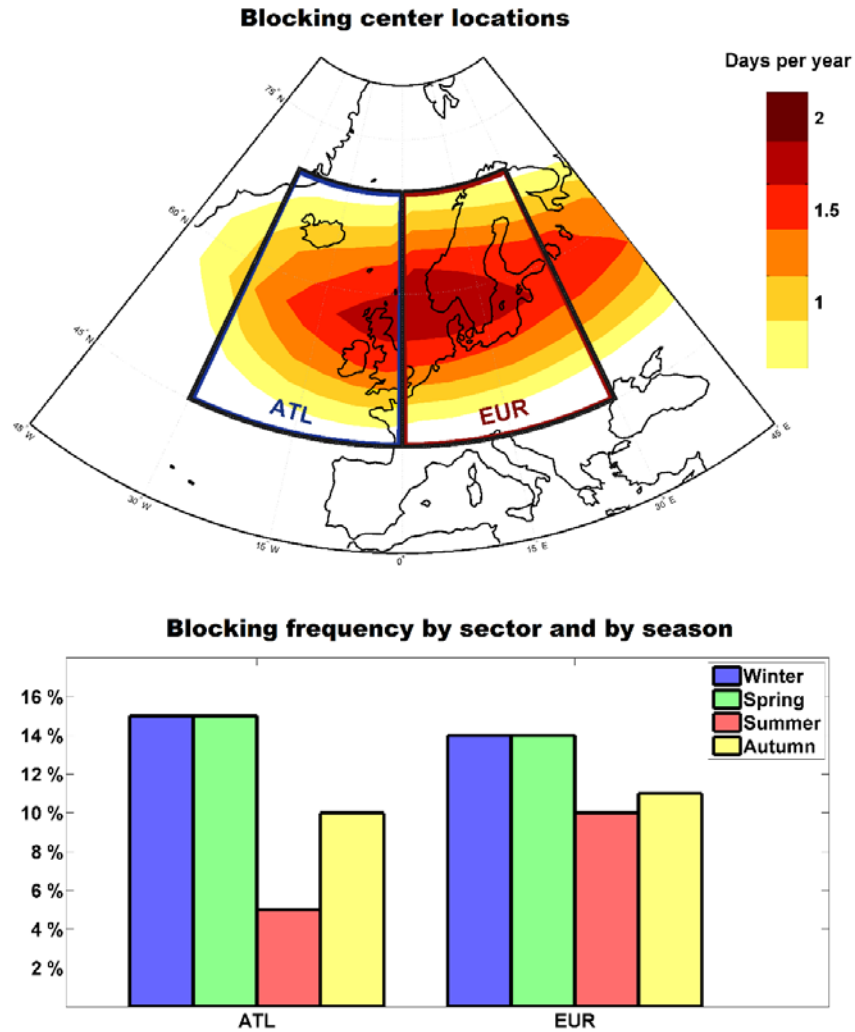 Blocking center locations
Days per year
2
1.5
1
75° N
60° N
45° N
45° W
30° W
15° W
0°
15° E
30° E
45° E
ATL
EUR
Blocking frequency by sector and by season
16 %
14 %
12 %
10 %
8 %
6 %
4 %
2 %
Winter
Spring
Summer
Autumn
ATL
EUR